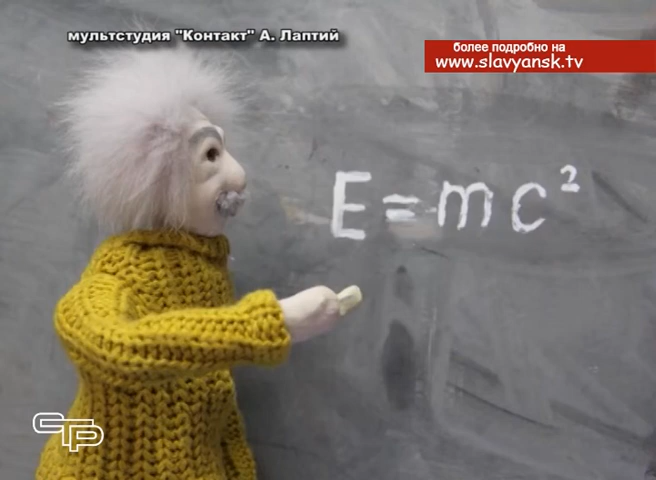 мультстудия "Контакт" А. Лаптий
более подробно на
www.slavyansk.tv
E=mc²
СТР